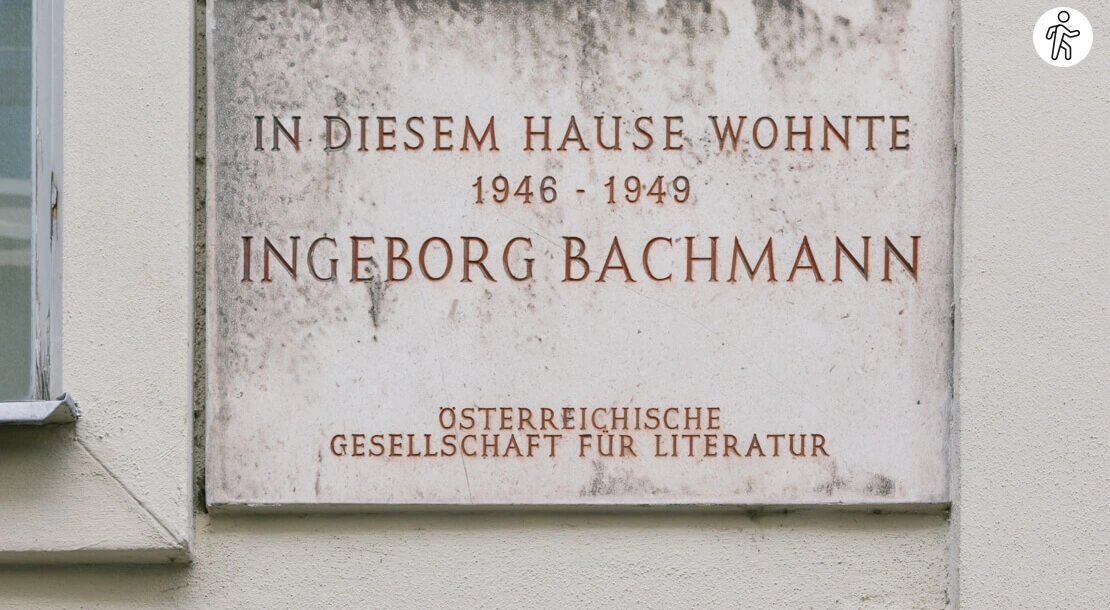 IN DIESEM HAUSE WOHNTE
1946 - 1949
INGEBORG BACHMANN
ÖSTERREICHISCHE
GESELLSCHAFT FÜR LITERATUR